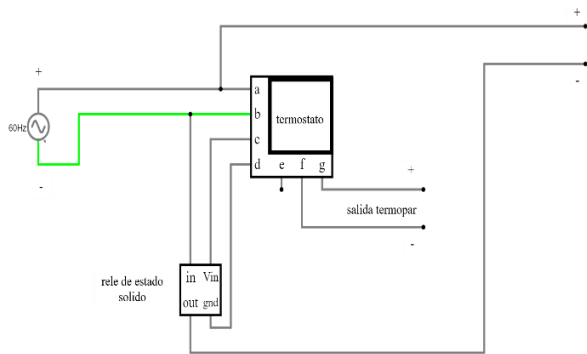 +
+
-
a
b
termostato
c
d
e f g
60Hz
-
+
salida termopar
-
rele de estado
solido
in Vin
out gnd